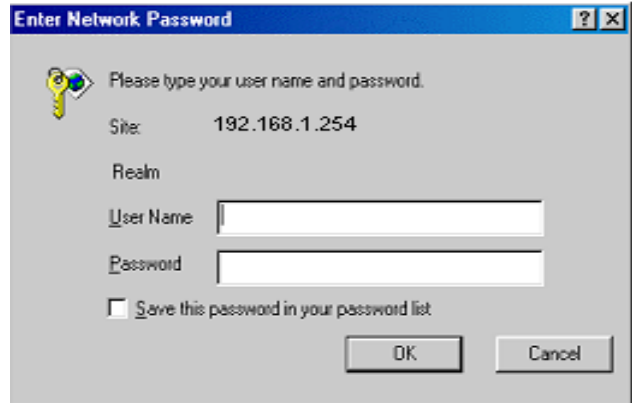 Enter Network Password
Please type your user name and password.
Site: 192.168.1.254
Realm
User Name
Password
Save this password in your password list
OK Cancel